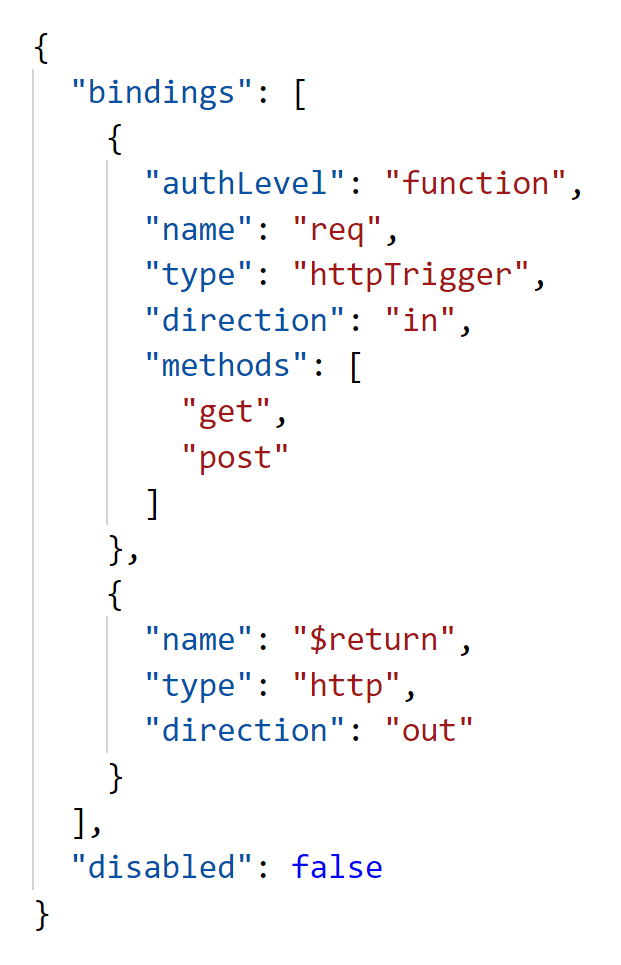 {
  "bindings": [
    {
      "authLevel": "function",
      "name": "req",
      "type": "httpTrigger",
      "direction": "in",
      "methods": [
        "get",
        "post"
      ]
    },
    {
      "name": "$return",
      "type": "http",
      "direction": "out"
    }
  ],
  "disabled": false
}